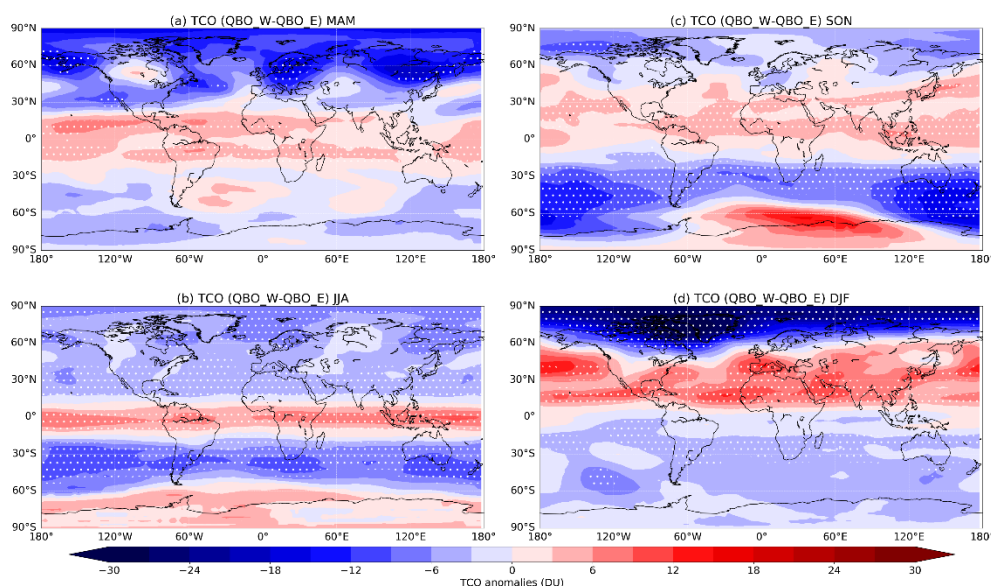 (a) TCO (QBO_W-QBO_E) MAM
90°N
60°N
30°N
0°
30°S
60°S
90°S
180° 120°W 60°W 0° 60°E 120°E 180°
(c) TCO (QBO_W-QBO_E) SON
90°N
60°N
30°N
0°
30°S
60°S
90°S
180° 120°W 60°W 0° 60°E 120°E 180°
(b) TCO (QBO_W-QBO_E) JJA
90°N
60°N
30°N
0°
30°S
60°S
90°S
180° 120°W 60°W 0° 60°E 120°E 180°
(d) TCO (QBO_W-QBO_E) DJF
90°N
60°N
30°N
0°
30°S
60°S
90°S
180° 120°W 60°W 0° 60°E 120°E 180°
−30 −24 −18 −12 −6 0 6 12 18 24 30
TCO anomalies (DU)